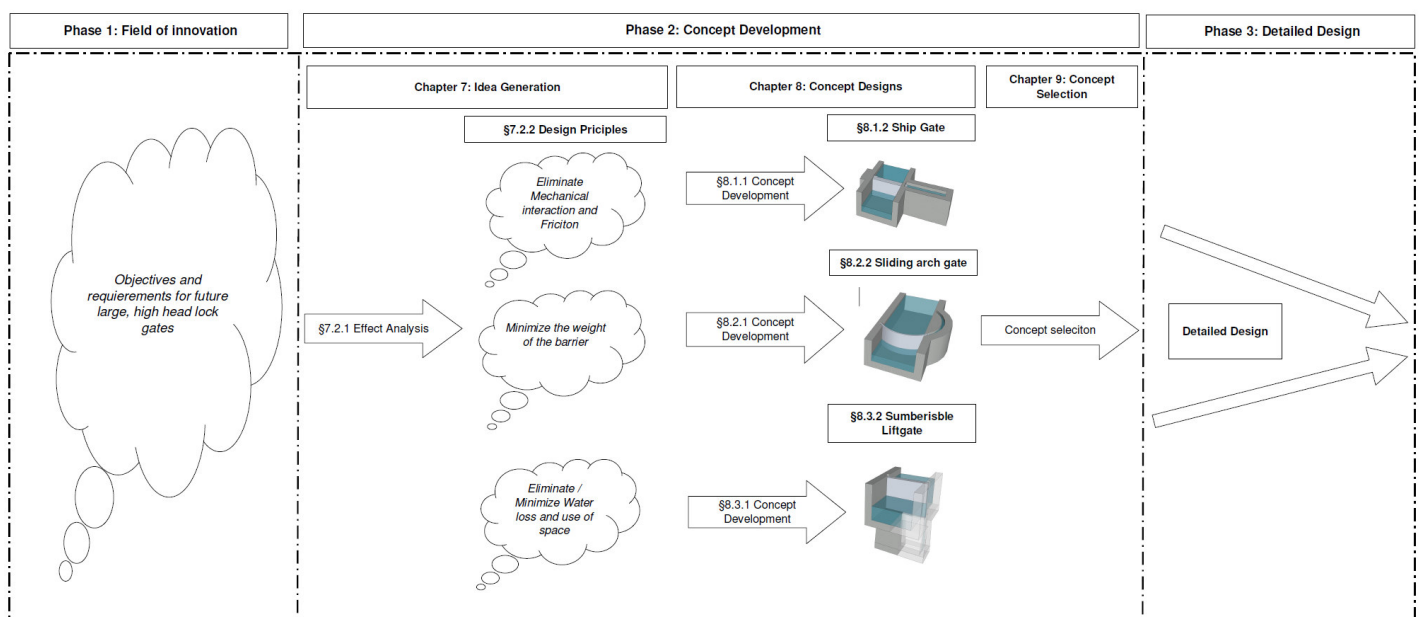 Phase 1: Field of Innovation
Phase 2: Concept Development
Phase 3: Detailed Design
Chapter 7: Idea Generation
Chapter 8: Concept Designs
Chapter 9: Concept
Selection
§7.2.2 Design Priciples
§8.1.2 Ship Gate
Eliminate
Mechanical
interaction and
Friciton
§8.1.1 Concept
Development
§8.2.2 Sliding arch gate
Objectives and
requierements for future
large, high head lock
gates
§7.2.1 Effect Analysis
Minimize the weight
of the barrier
§8.2.1 Concept
Development
Concept seleciton
Detailed Design
§8.3.2 Sumberisble
Liftgate
Eliminate /
Minimize Water
loss and use of
space
§8.3.1 Concept
Development